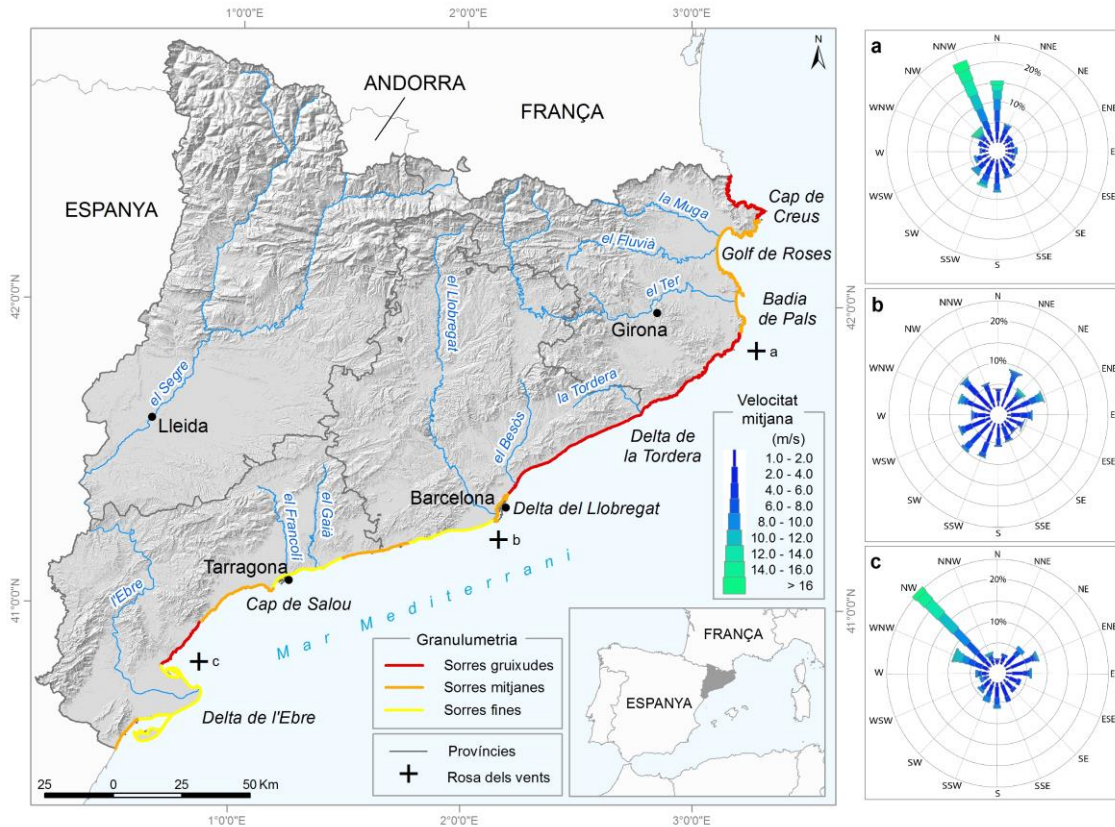 1°0'0"E
2°0'0"E
3°0'0"E
N
ANDORRA
FRANÇA
ESPANYA
la Muga
Cap de
Creus
el Fluvià
Golf de Roses
el Ter
42°0'0"N
42°0'0"N
Badia
de Pals
Girona
a
el Llobregat
el Segre
Lleida
la Tordera
el Besòs
Delta de
la Tordera
Velocitat
mitjana
(m/s)
1.0 - 2.0
2.0 - 4.0
4.0 - 6.0
6.0 - 8.0
8.0 - 10.0
10.0 - 12.0
12.0 - 14.0
14.0 - 16.0
> 16
Barcelona
Delta del Llobregat
b
el Francolí
el Gaià
Tarragona
Cap de Salou
l'Ebre
41°0'0"N
41°0'0"N
Mar Mediterrani
c
Delta de l'Ebre
Granulumetria
Sorres gruixudes
Sorres mitjanes
Sorres fines
Províncies
Rosa dels vents
FRANÇA
ESPANYA
25 0 25 50 Km
1°0'0"E
2°0'0"E
3°0'0"E
a
N
NNE
NE
ENE
E
ESE
SE
SSE
S
SSW
SW
WSW
W
WNW
NW
NNW
20%
10%
b
N
NNE
NE
ENE
E
ESE
SE
SSE
S
SSW
SW
WSW
W
WNW
NW
NNW
20%
10%
c
N
NNE
NE
ENE
E
ESE
SE
SSE
S
SSW
SW
WSW
W
WNW
NW
NNW
20%
10%